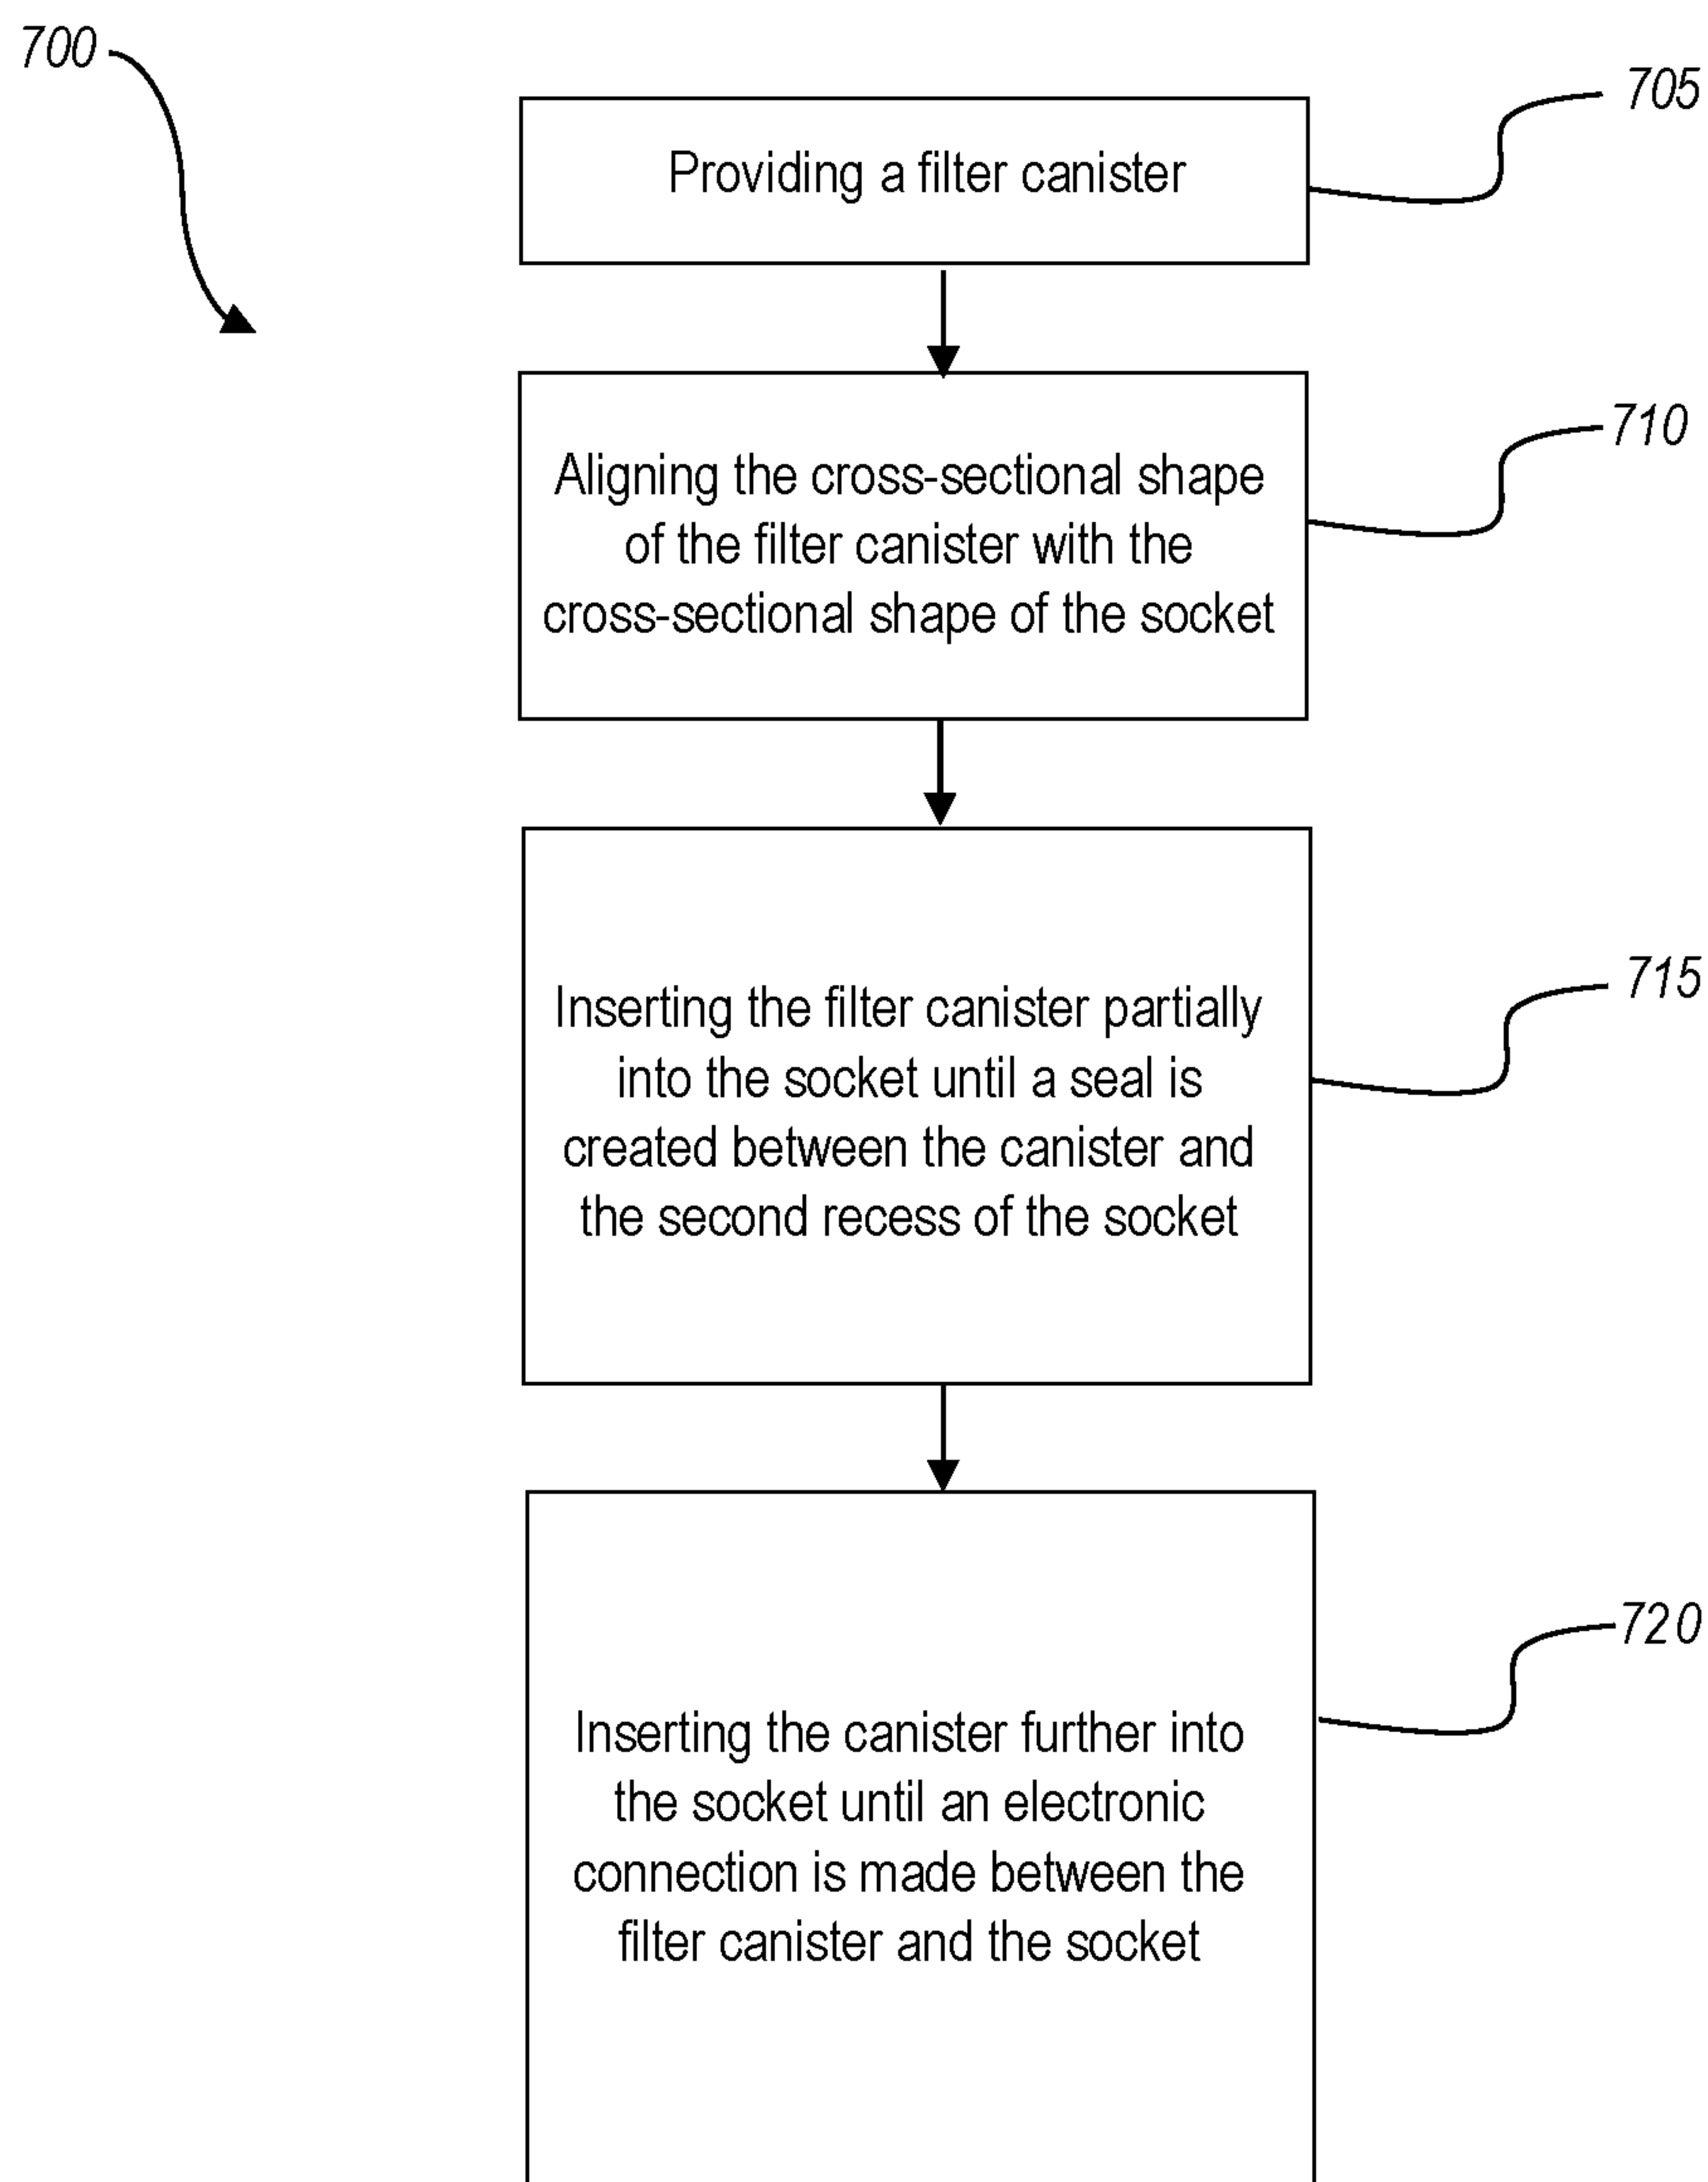 700
705
Providing a filter canister
710
Aligning the cross-sectional shape
of the filter canister with the
cross-sectional shape of the socket
715
Inserting the filter canister partially
into the socket until a seal is
created between the canister and
the second recess of the socket
720
Inserting the canister further into
the socket until an electronic
connection is made between the
filter canister and the socket